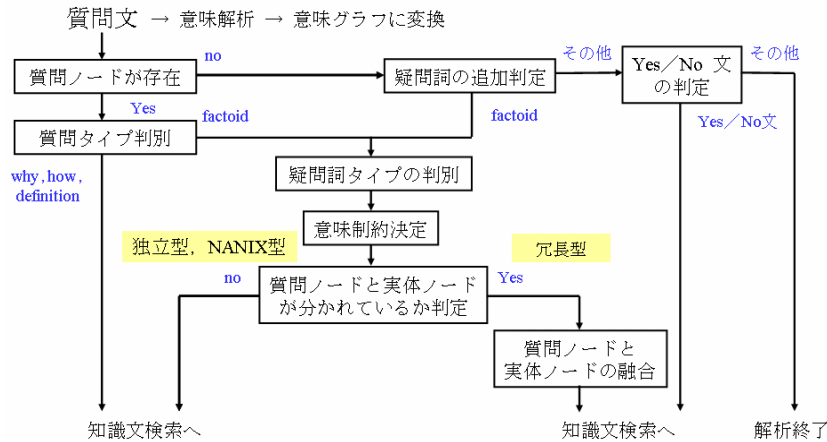 質問文 → 意味解析 → 意味グラフに変換
no
その他
その他
質問ノードが存在
疑問詞の追加判定
Yes／No 文
の判定
Yes
factoid
factoid
Yes／No文
質問タイプ判別
why,how,
definition
疑問詞タイプの判別
意味制約決定
独立型，NANIX型
冗長型
no
Yes
質問ノードと実体ノード
が分かれているか判定
質問ノードと
実体ノードの融合
知識文検索へ
知識文検索へ
解析終了